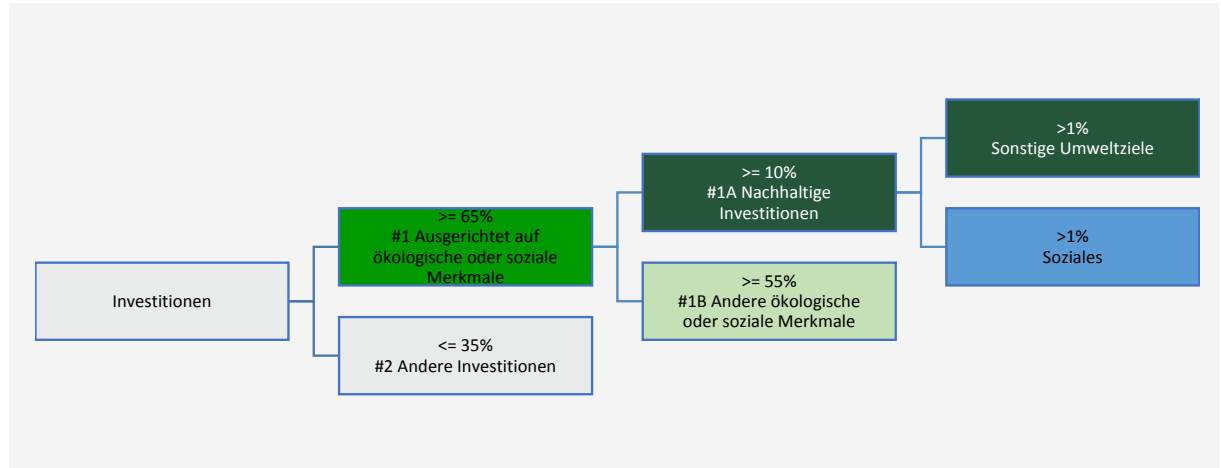 Investitionen
>= 65%
#1 Ausgerichtet auf
ökologische oder soziale
Merkmale
<= 35%
#2 Andere Investitionen
>= 10%
#1A Nachhaltige
Investitionen
>= 55%
#1B Andere ökologische
oder soziale Merkmale
>1%
Sonstige Umweltziele
>1%
Soziales